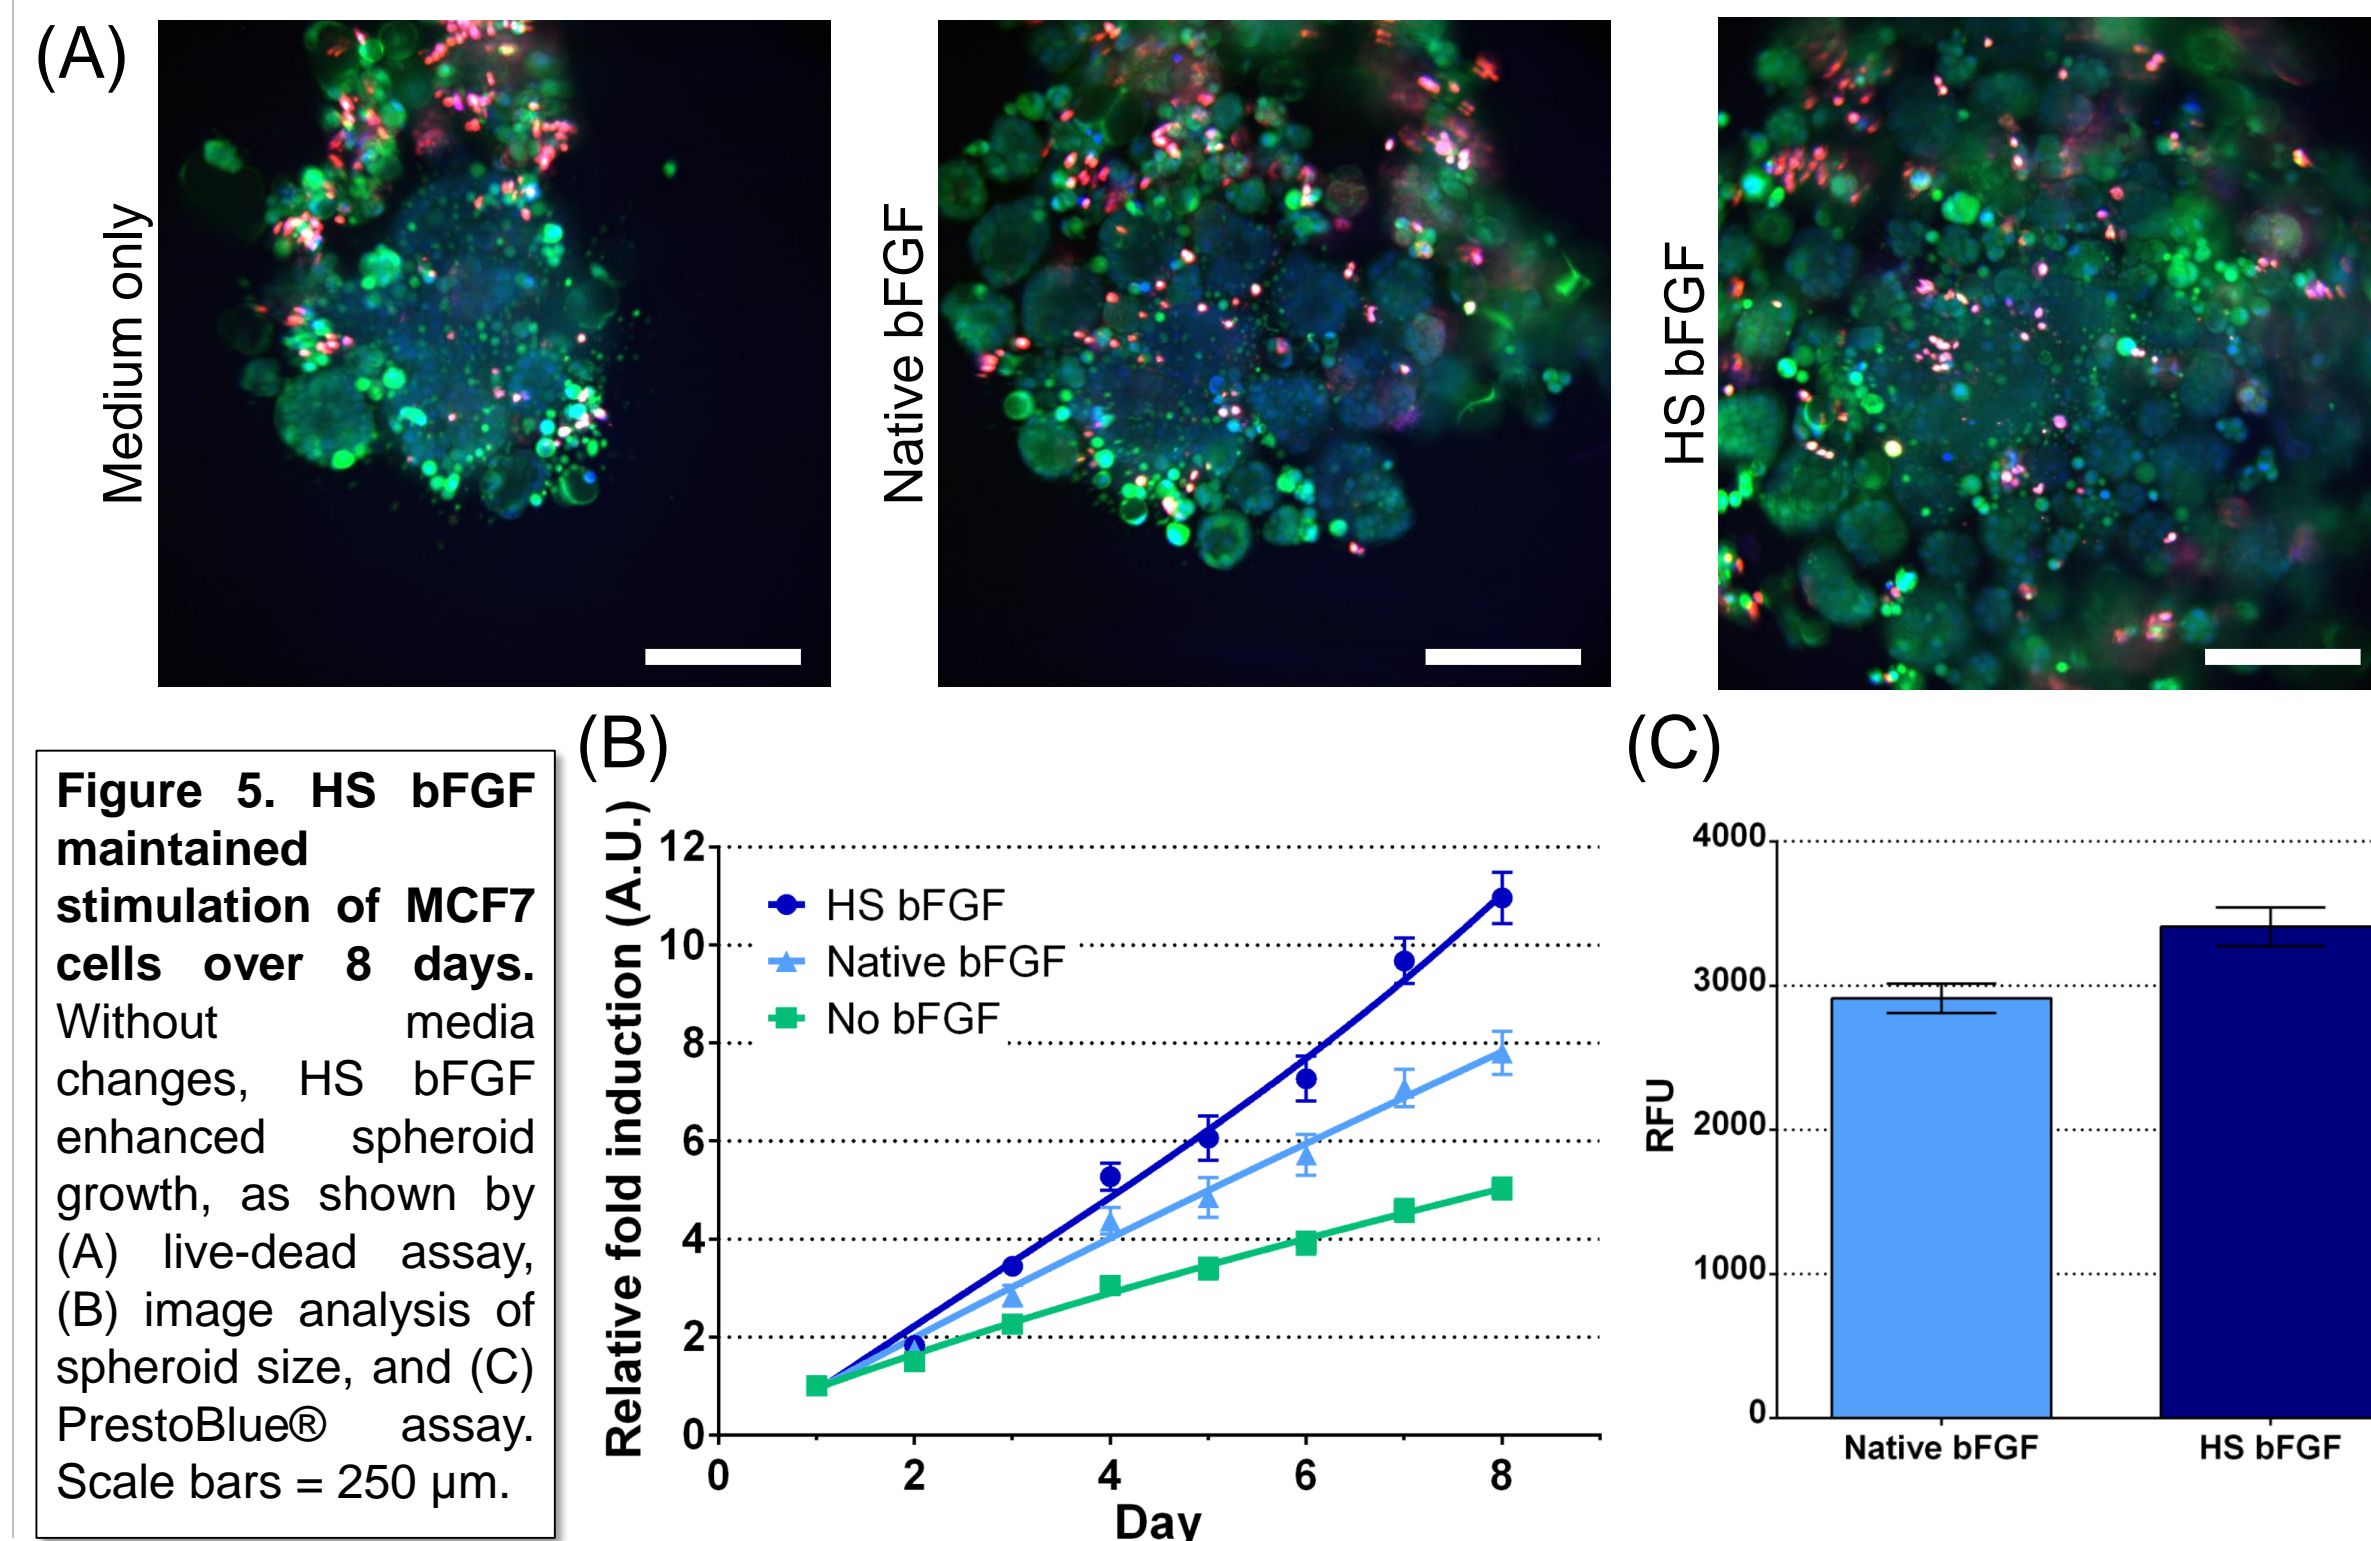 (A)
Medium only
Native bFGF
HS bFGF
Figure 5. HS bFGF
maintained
stimulation of MCF7
cells over 8 days.
Without media
changes, HS bFGF
enhanced spheroid
growth, as shown by
(A) live-dead assay,
(B) image analysis of
spheroid size, and (C)
PrestoBlue® assay.
Scale bars = 250 µm.
(B)
Relative fold induction (A.U.)
12
10
8
6
4
2
0
HS bFGF
Native bFGF
No bFGF
0 2 4 6 8
Day
(C)
RFU
4000
3000
2000
1000
0
Native bFGF HS bFGF